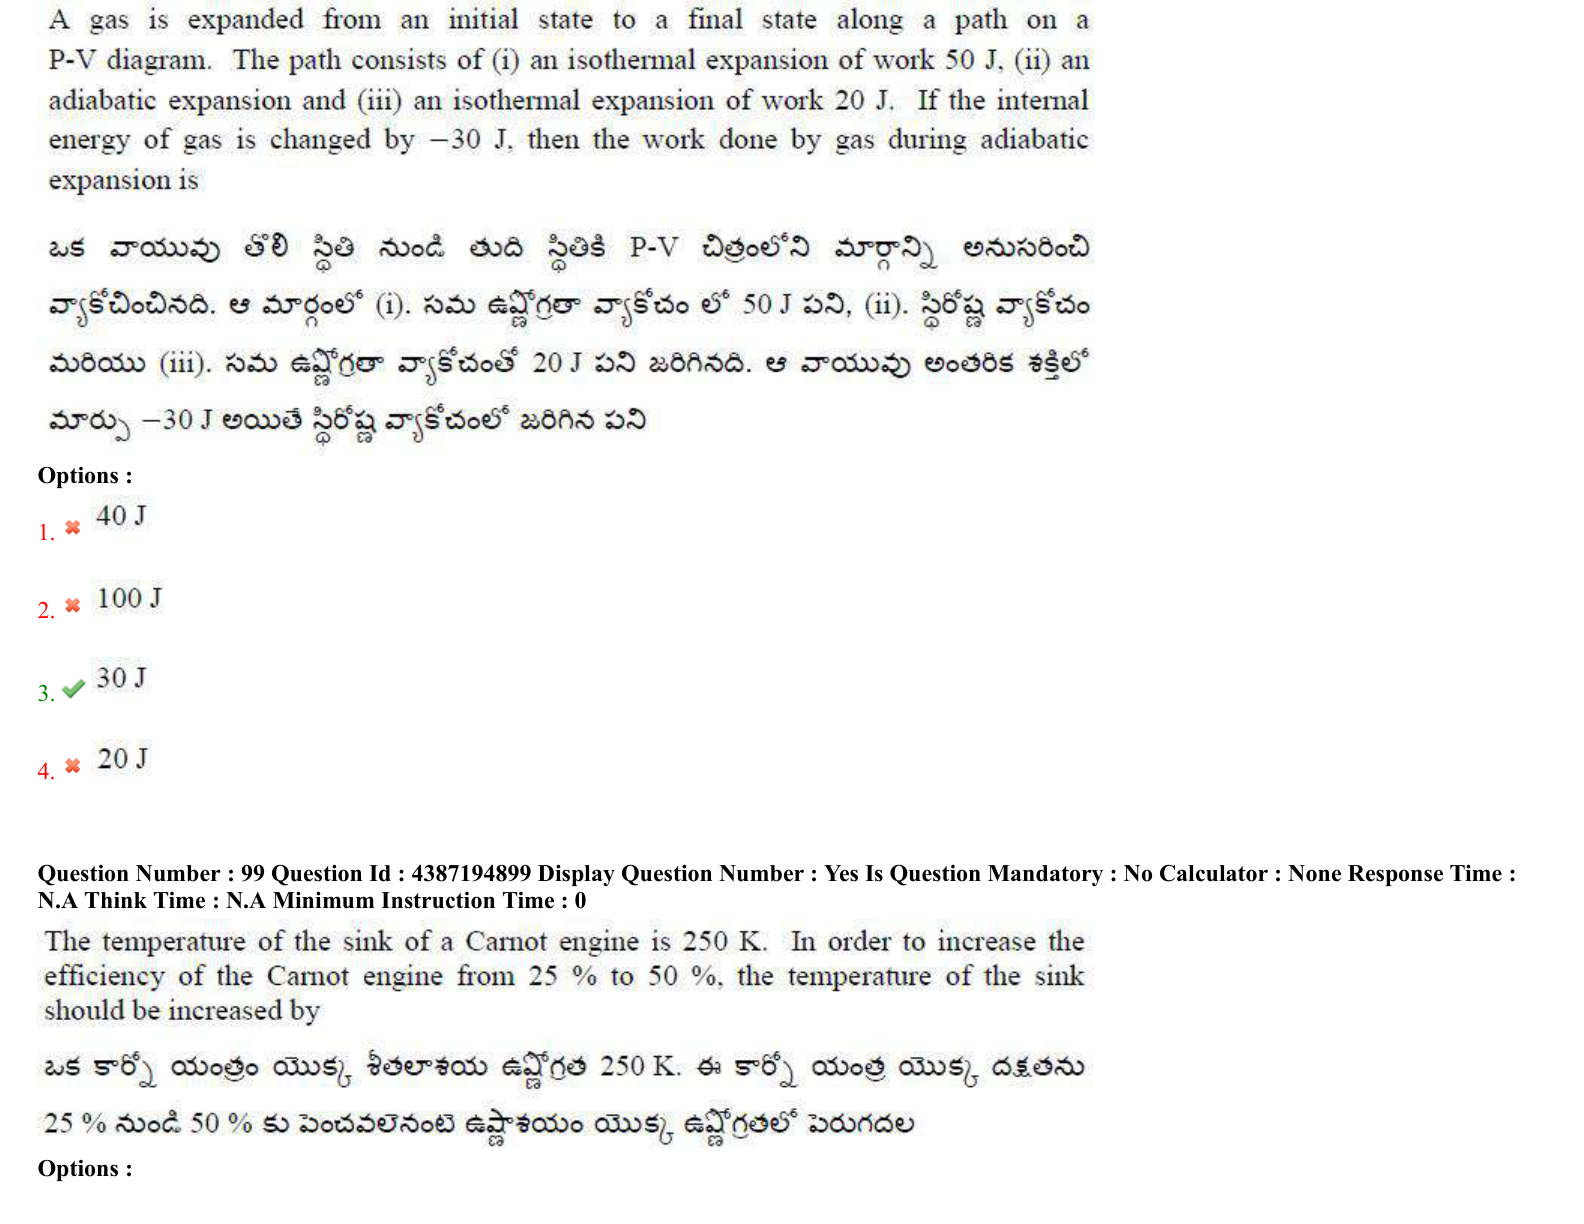 A gas is expanded from an initial state to a final state along a path on a
P-V diagram. The path consists of (i) an isothermal expansion of work 50 J, (ii) an
adiabatic expansion and (iii) an isothermal expansion of work 20 J. If the internal
energy of gas is changed by −30 J, then the work done by gas during adiabatic
expansion is
ఒక వాయువు తొలి స్థితి నుండి తుది స్థితికి P-V చిత్రంలోని మార్గాన్ని అనుసరించి
వ్యాకోచించినది. ఆ మార్గంలో (i). సమ ఉష్ణోగ్రతా వ్యాకోచం లో 50 J పని, (ii). స్థిరోష్ణ వ్యాకోచం
మరియు (iii). సమ ఉష్ణోగ్రతా వ్యాకోచంతో 20 J పని జరిగినది. ఆ వాయువు అంతరిక శక్తిలో
మార్పు −30 J అయితే స్థిరోష్ణ వ్యాకోచంలో జరిగిన పని
Options :
1. 40 J
2. 100 J
3. 30 J
4. 20 J
Question Number : 99 Question Id : 4387194899 Display Question Number : Yes Is Question Mandatory : No Calculator : None Response Time :
N.A Think Time : N.A Minimum Instruction Time : 0
The temperature of the sink of a Carnot engine is 250 K. In order to increase the
efficiency of the Carnot engine from 25 % to 50 %, the temperature of the sink
should be increased by
ఒక కార్నో యంత్రం యొక్క శీతలాశయ ఉష్ణోగ్రత 250 K. ఈ కార్నో యంత్ర యొక్క దక్షతను
25 % నుండి 50 % కు పెంచవలెనంటె ఉష్ణాశయం యొక్క ఉష్ణోగ్రతలో పెరుగదల
Options :